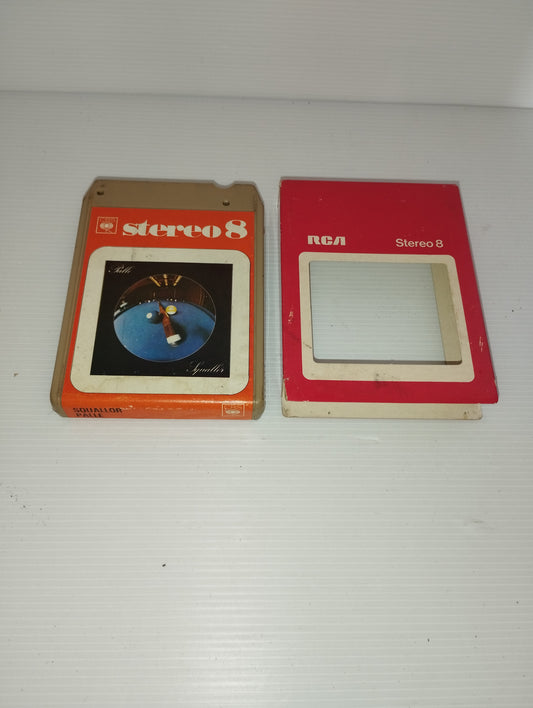 stereo 8
Palle
Squallor
SQUALLOR
PALLE
RCA
Stereo 8